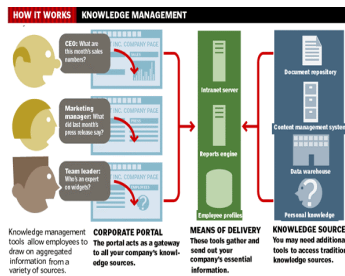 HOW IT WORKS KNOWLEDGE MANAGEMENT
CEO: What are
this month's sales
numbers?
INC. COMPANY PAGE
Marketing
manager: What
did last month's
press release say?
INC. COMPANY PAGE
Team leader:
Who's an expert
on widgets?
INC. COMPANY PAGE
Intranet server
Reports engine
Employee profiles
Document repository
Content management system
Data warehouse
Personal knowledge
Knowledge management
tools allow employees to
draw on aggregated
information from a
variety of sources.
CORPORATE PORTAL
The portal acts as a gateway
to all your company's knowl-
edge sources.
MEANS OF DELIVERY
These tools gather and
send out your
company's essential
information.
KNOWLEDGE SOURCE
You may need additional
tools to access tradition
knowledge sources.